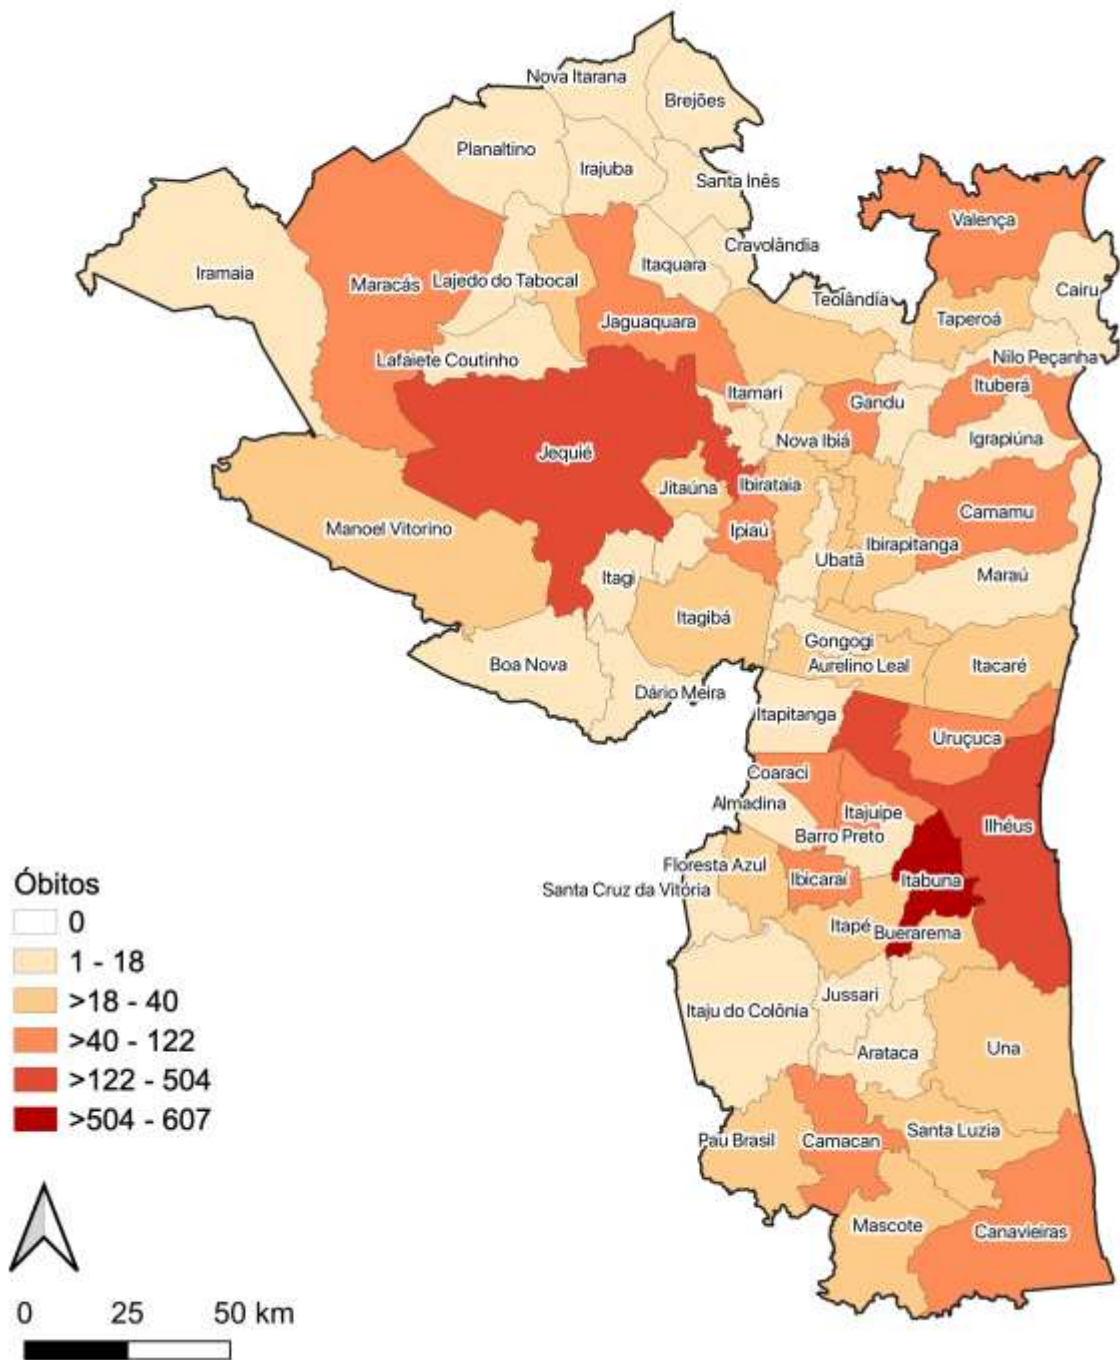 Nova Itarana
Brejões
Planaltino
Irajuba
Santa Inês
Valença
Cravolândia
Iramaia
Maracás
Lajedo do Tabocal
Itaquara
Cairu
Teolândia
Taperoá
Jaguaquara
Nilo Peçanha
Lafaiete Coutinho
Ituberá
Itamari
Gandu
Nova Ibiá
Igrapiúna
Jequié
Jitaúna
Ibirataia
Camamu
Manoel Vitorino
Ipiaú
Ibirapitanga
Ubatã
Maraú
Itagi
Itagibá
Gongogi
Boa Nova
Aurelino Leal
Itacaré
Dário Meira
Itapitanga
Uruçuca
Coaraci
Almadina
Itajuípe
Ilhéus
Barro Preto
Floresta Azul
Ibicaraí
Itabuna
Santa Cruz da Vitória
Itapé
Buerarema
Jussari
Itaju do Colônia
Una
Arataca
Santa Luzia
Pau Brasil
Camacan
Mascote
Canavieiras
Óbitos
0
1 - 18
>18 - 40
>40 - 122
>122 - 504
>504 - 607
0 25 50 km